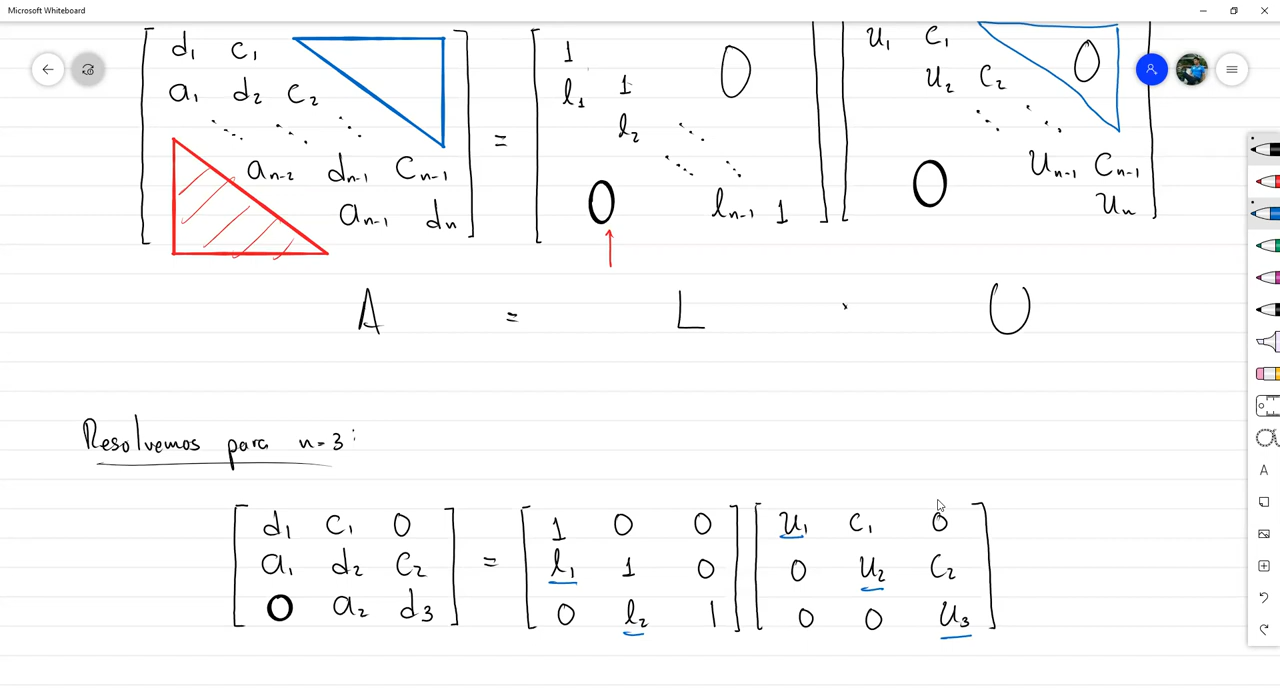 Microsoft Whiteboard
d₁ c₁ = 1 0 u₁ c₁ 0
a₁ d₂ c₂ l₁ 1 u₂ c₂
⋱ ⋱ ⋱ l₂ ⋱ ⋱ ⋱
aₙ₋₂ dₙ₋₁ cₙ₋₁ ⋱ ⋱ uₙ₋₁ cₙ₋₁
aₙ₋₁ dₙ 0 lₙ₋₁ 1 0 uₙ
A = L · U
Resolvemos para n=3:
d₁ c₁ 0 1 0 0 u₁ c₁ 0
a₁ d₂ c₂ = l₁ 1 0 0 u₂ c₂
0 a₂ d₃ 0 l₂ 1 0 0 u₃
A